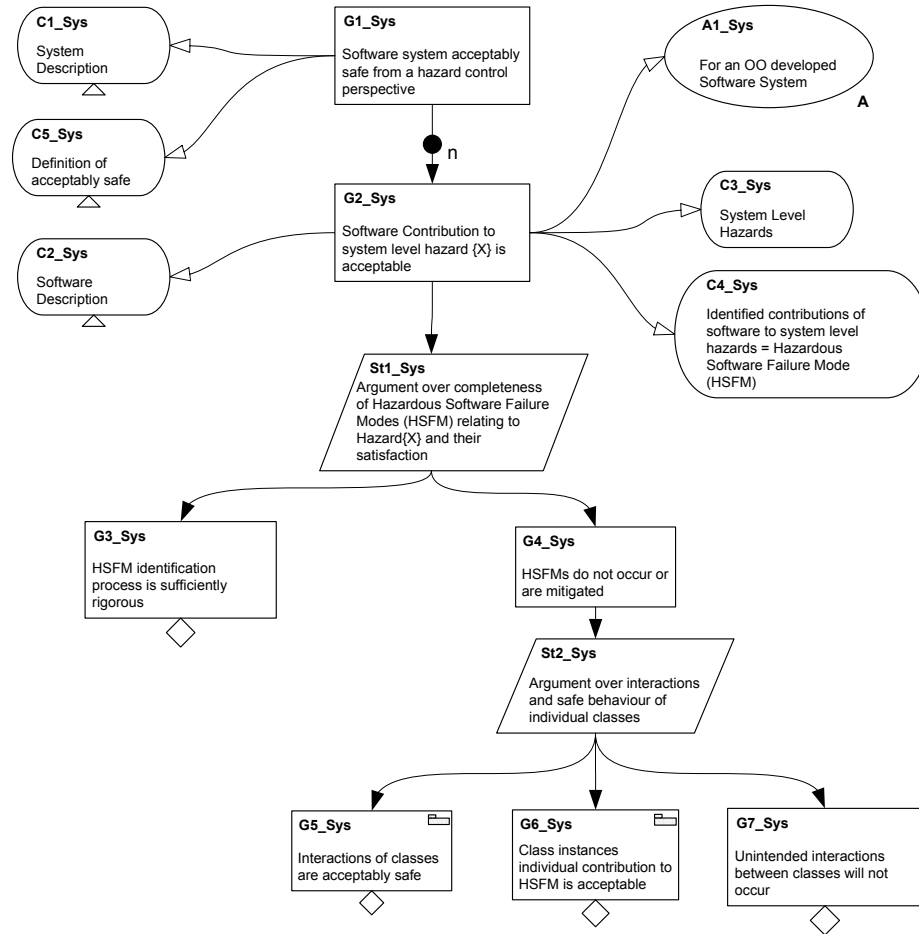 C1_Sys
System
Description
G1_Sys
Software system acceptably
safe from a hazard control
perspective
A1_Sys
For an OO developed
Software System
A
C5_Sys
Definition of
acceptably safe
n
G2_Sys
Software Contribution to
system level hazard {X} is
acceptable
C3_Sys
System Level
Hazards
C2_Sys
Software
Description
C4_Sys
Identified contributions of
software to system level
hazards = Hazardous
Software Failure Mode
(HSFM)
St1_Sys
Argument over completeness
of Hazardous Software Failure
Modes (HSFM) relating to
Hazard{X} and their
satisfaction
G3_Sys
HSFM identification
process is sufficiently
rigorous
G4_Sys
HSFMs do not occur or
are mitigated
St2_Sys
Argument over interactions
and safe behaviour of
individual classes
G5_Sys
Interactions of classes
are acceptably safe
G6_Sys
Class instances
individual contribution to
HSFM is acceptable
G7_Sys
Unintended interactions
between classes will not
occur